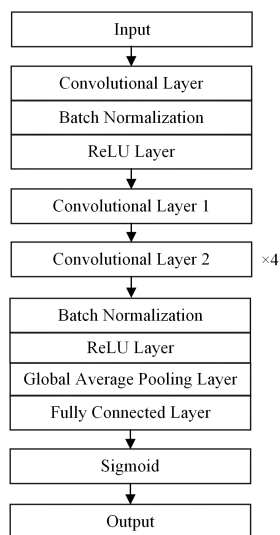 Input
Convolutional Layer
Batch Normalization
ReLU Layer
Convolutional Layer 1
Convolutional Layer 2 ×4
Batch Normalization
ReLU Layer
Global Average Pooling Layer
Fully Connected Layer
Sigmoid
Output